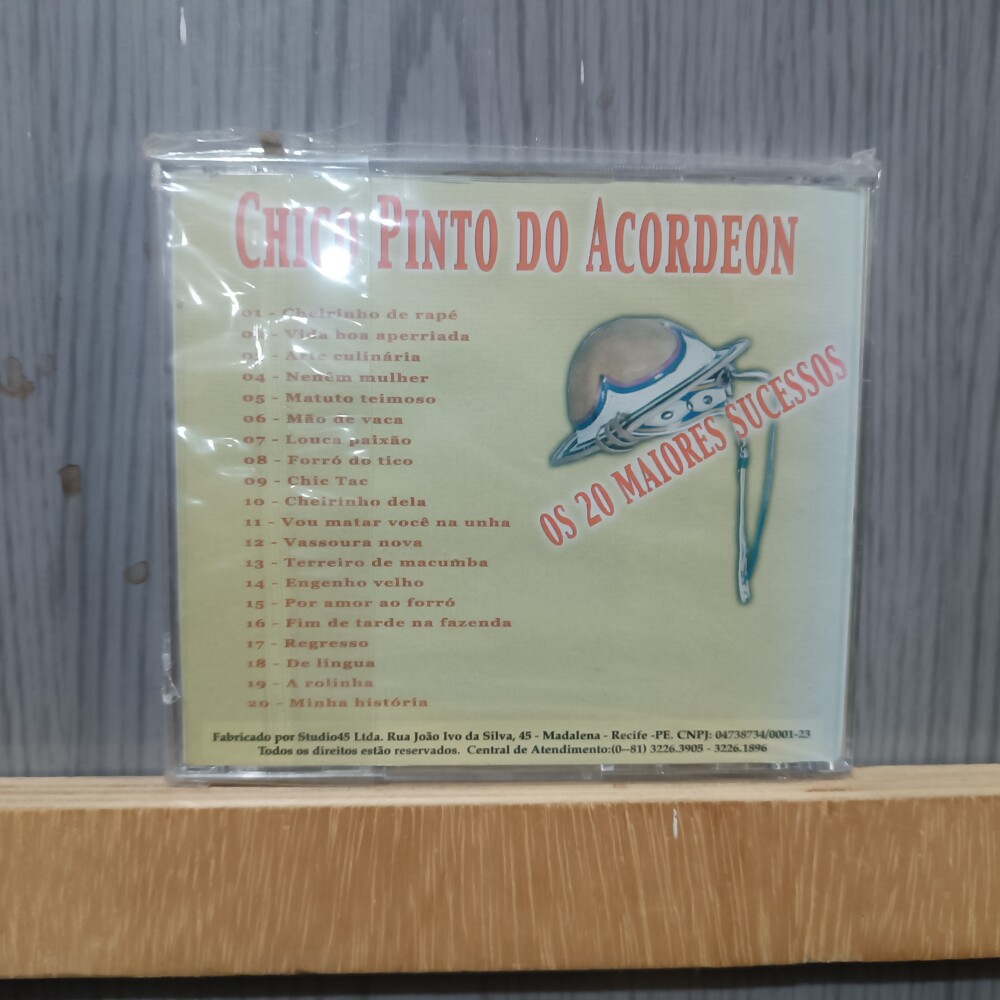 CHICO PINTO DO ACORDEON
01 - Cheirinho de rapé
02 - Vida boa aperriada
03 - Arte culinária
04 - Neném mulher
05 - Matuto teimoso
06 - Mão de vaca
07 - Louca paixão
08 - Forró do tico
09 - Chic Tac
10 - Cheirinho dela
11 - Vou matar você na unha
12 - Vassoura nova
13 - Terreiro de macumba
14 - Engenho velho
15 - Por amor ao forró
16 - Fim de tarde na fazenda
17 - Regresso
18 - De língua
19 - A rolinha
20 - Minha história
OS 20 MAIORES SUCESSOS
Fabricado por Studio45 Ltda. Rua João Ivo da Silva, 45 - Madalena - Recife -PE. CNPJ: 04738734/0001-23
Todos os direitos estão reservados. Central de Atendimento:(0--81) 3226.3905 - 3226.1896